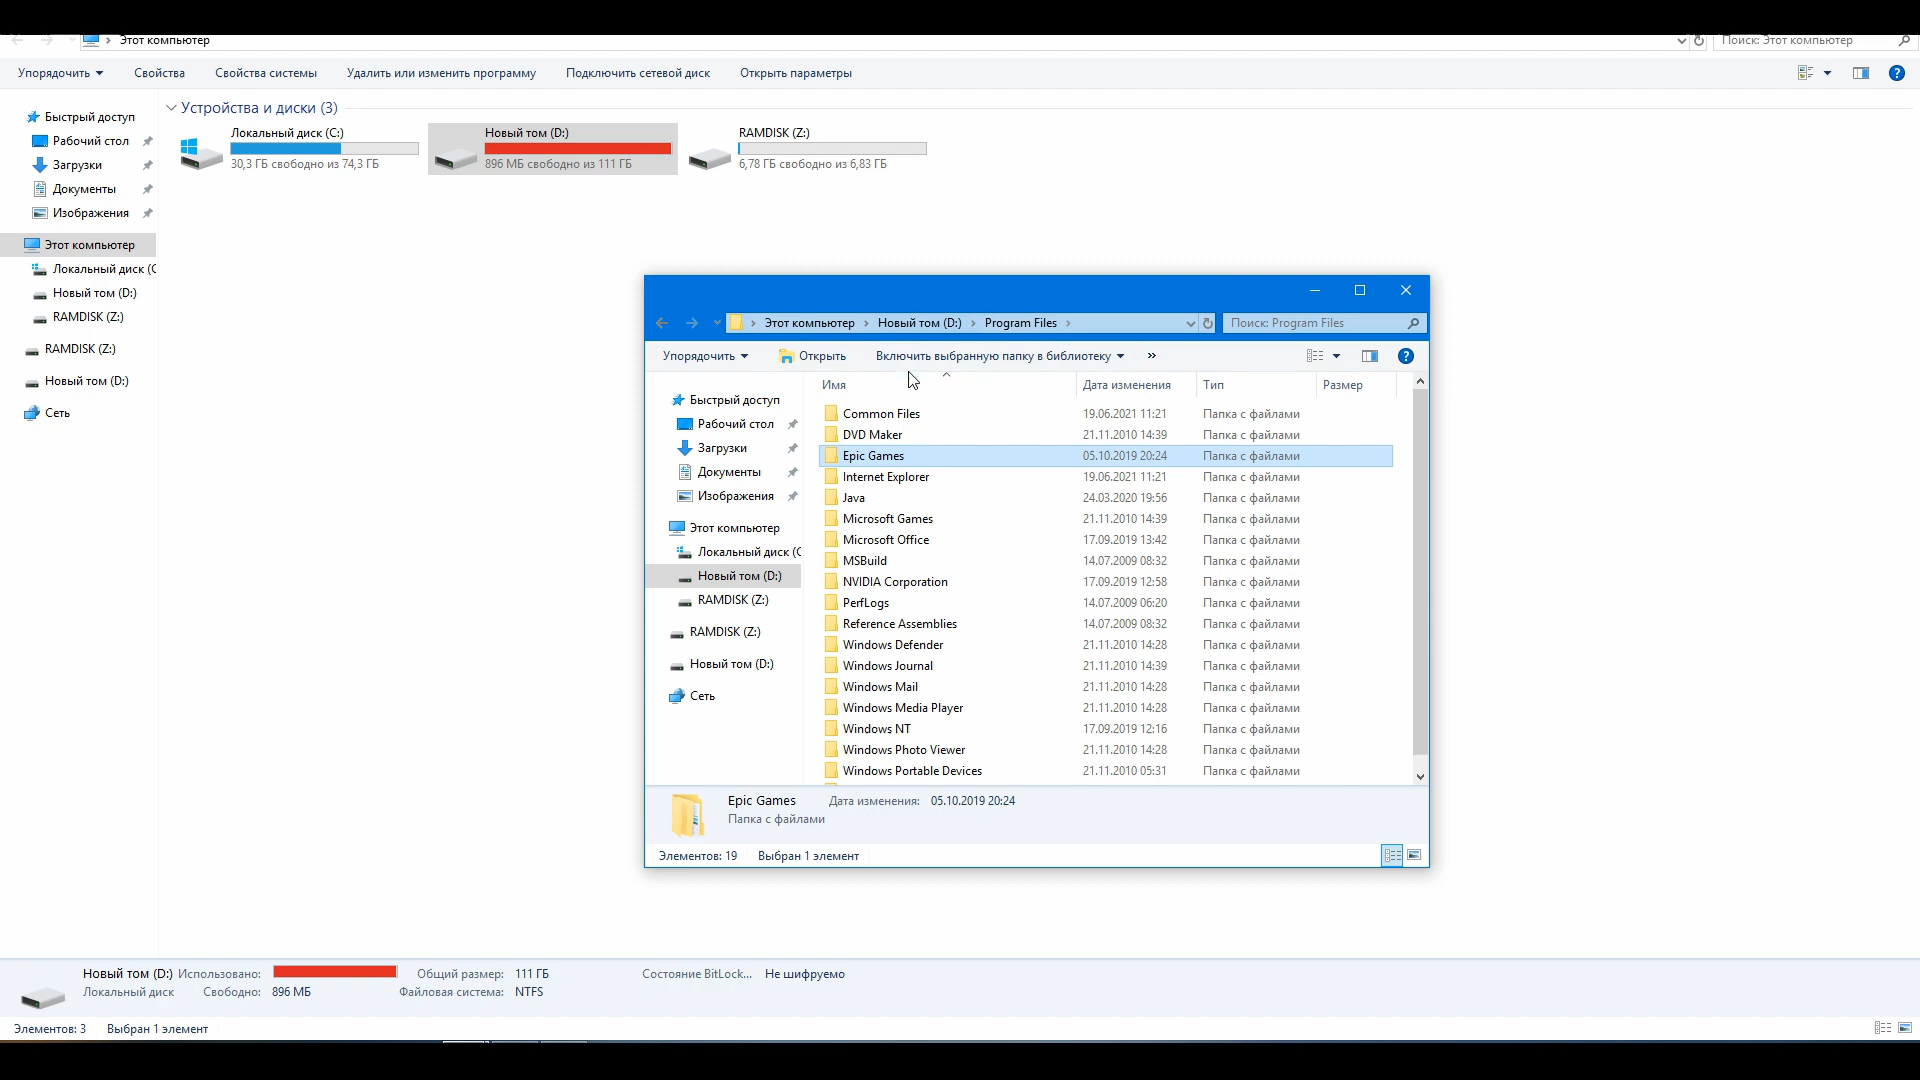 Этот компьютер
Поиск: Этот компьютер
Упорядочить Свойства Свойства системы Удалить или изменить программу Подключить сетевой диск Открыть параметры
Быстрый доступ
Рабочий стол
Загрузки
Документы
Изображения
Этот компьютер
Локальный диск (C
Новый том (D:)
RAMDISK (Z:)
RAMDISK (Z:)
Новый том (D:)
Сеть
Устройства и диски (3)
Локальный диск (C:)
30,3 ГБ свободно из 74,3 ГБ
Новый том (D:)
896 МБ свободно из 111 ГБ
RAMDISK (Z:)
6,78 ГБ свободно из 6,83 ГБ
Этот компьютер Новый том (D:) Program Files
Поиск: Program Files
Упорядочить Открыть Включить выбранную папку в библиотеку »
Быстрый доступ
Рабочий стол
Загрузки
Документы
Изображения
Этот компьютер
Локальный диск (C
Новый том (D:)
RAMDISK (Z:)
RAMDISK (Z:)
Новый том (D:)
Сеть
Имя Дата изменения Тип Размер
Common Files 19.06.2021 11:21 Папка с файлами
DVD Maker 21.11.2010 14:39 Папка с файлами
Epic Games 05.10.2019 20:24 Папка с файлами
Internet Explorer 19.06.2021 11:21 Папка с файлами
Java 24.03.2020 19:56 Папка с файлами
Microsoft Games 21.11.2010 14:39 Папка с файлами
Microsoft Office 17.09.2019 13:42 Папка с файлами
MSBuild 14.07.2009 08:32 Папка с файлами
NVIDIA Corporation 17.09.2019 12:58 Папка с файлами
PerfLogs 14.07.2009 06:20 Папка с файлами
Reference Assemblies 14.07.2009 08:32 Папка с файлами
Windows Defender 21.11.2010 14:28 Папка с файлами
Windows Journal 21.11.2010 14:39 Папка с файлами
Windows Mail 21.11.2010 14:28 Папка с файлами
Windows Media Player 21.11.2010 14:28 Папка с файлами
Windows NT 17.09.2019 12:16 Папка с файлами
Windows Photo Viewer 21.11.2010 14:28 Папка с файлами
Windows Portable Devices 21.11.2010 05:31 Папка с файлами
Epic Games Дата изменения: 05.10.2019 20:24
Папка с файлами
Элементов: 19 Выбран 1 элемент
Новый том (D:) Использовано: Общий размер: 111 ГБ Состояние BitLock... Не шифруемо
Локальный диск Свободно: 896 МБ Файловая система: NTFS
Элементов: 3 Выбран 1 элемент